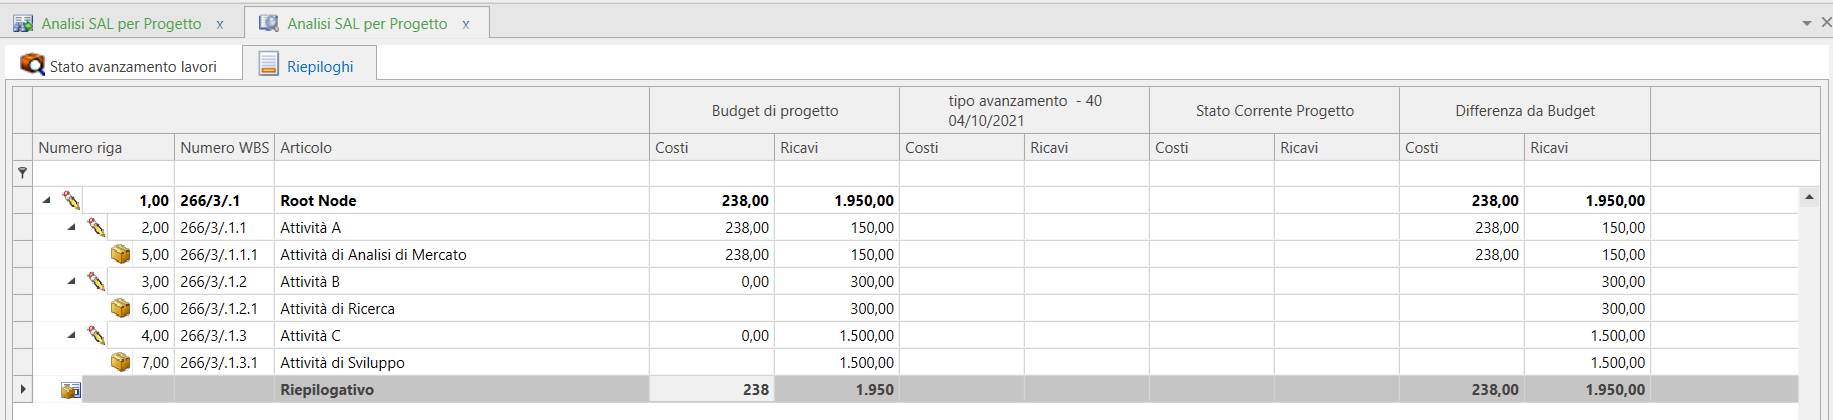 Analisi SAL per Progetto x Analisi SAL per Progetto x
Stato avanzamento lavori Riepiloghi
Budget di progetto tipo avanzamento - 40 Stato Corrente Progetto Differenza da Budget
04/10/2021
Numero riga Numero WBS Articolo Costi Ricavi Costi Ricavi Costi Ricavi Costi Ricavi
1,00 266/3/.1 Root Node 238,00 1.950,00 238,00 1.950,00
2,00 266/3/.1.1 Attività A 238,00 150,00 238,00 150,00
5,00 266/3/.1.1.1 Attività di Analisi di Mercato 238,00 150,00 238,00 150,00
3,00 266/3/.1.2 Attività B 0,00 300,00 300,00
6,00 266/3/.1.2.1 Attività di Ricerca 300,00 300,00
4,00 266/3/.1.3 Attività C 0,00 1.500,00 1.500,00
7,00 266/3/.1.3.1 Attività di Sviluppo 1.500,00 1.500,00
Riepilogativo 238 1.950 238,00 1.950,00